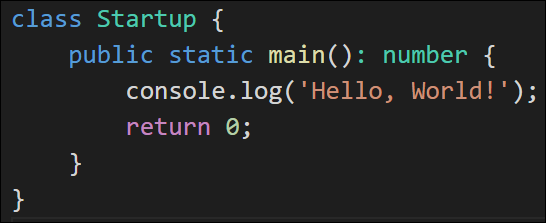 class Startup {
    public static main(): number {
        console.log('Hello, World!');
        return 0;
    }
}